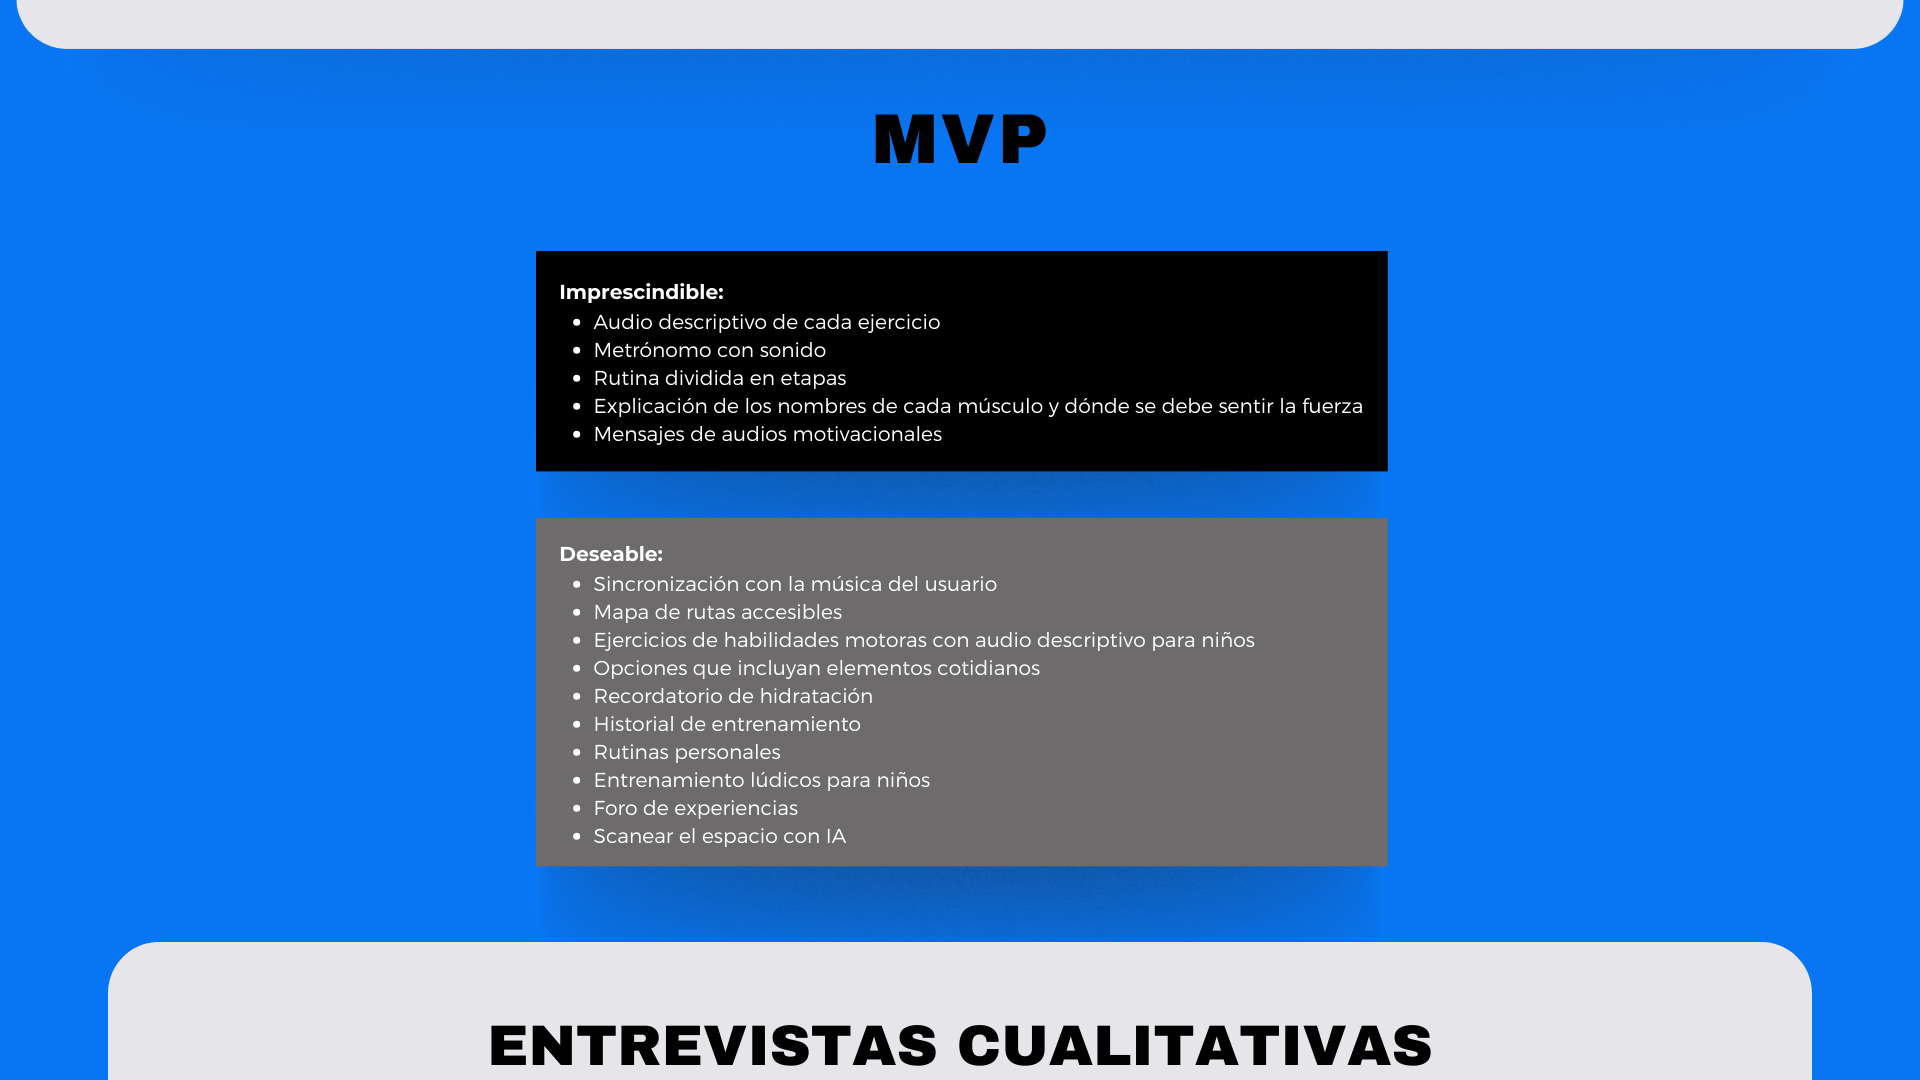 MVP
Imprescindible:
Audio descriptivo de cada ejercicio
Metrónomo con sonido
Rutina dividida en etapas
Explicación de los nombres de cada músculo y dónde se debe sentir la fuerza
Mensajes de audios motivacionales
Deseable:
Sincronización con la música del usuario
Mapa de rutas accesibles
Ejercicios de habilidades motoras con audio descriptivo para niños
Opciones que incluyan elementos cotidianos
Recordatorio de hidratación
Historial de entrenamiento
Rutinas personales
Entrenamiento lúdicos para niños
Foro de experiencias
Scanear el espacio con IA
ENTREVISTAS CUALITATIVAS